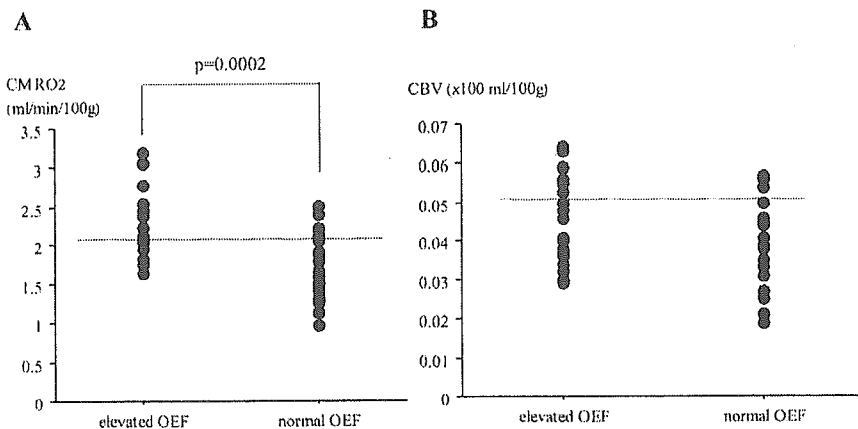 A
p=0.0002
CMRO2
(ml/min/100g)
3.5
3
2.5
2
1.5
1
0.5
0
elevated OEF
normal OEF
B
CBV (x100 ml/100g)
0.07
0.06
0.05
0.04
0.03
0.02
0.01
0
elevated OEF
normal OEF